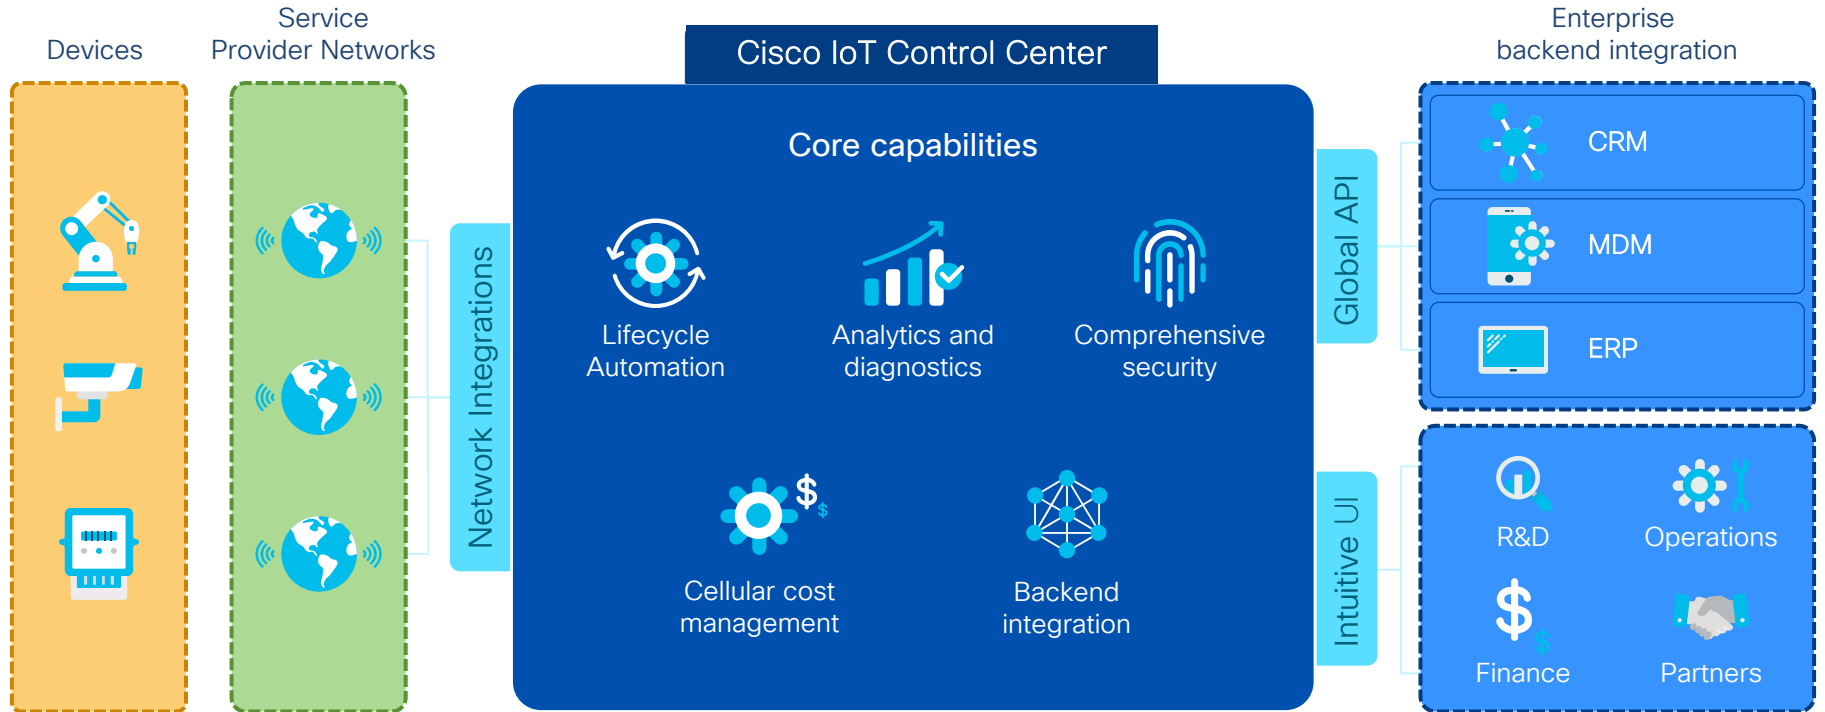 Devices
Service
Provider Networks
Network Integrations
Cisco IoT Control Center
Core capabilities
Lifecycle
Automation
Analytics and
diagnostics
Comprehensive
security
Cellular cost
management
Backend
integration
Global API
Intuitive UI
Enterprise
backend integration
CRM
MDM
ERP
R&D
Operations
Finance
Partners